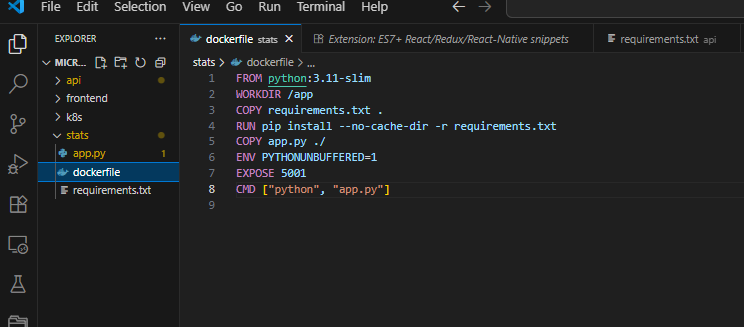 File Edit Selection View Go Run Terminal Help
EXPLORER
MICR...
api
frontend
k8s
stats
app.py 1
dockerfile
requirements.txt
dockerfile stats
Extension: ES7+ React/Redux/React-Native snippets
requirements.txt api
stats > dockerfile > ...
1 FROM python:3.11-slim
2 WORKDIR /app
3 COPY requirements.txt .
4 RUN pip install --no-cache-dir -r requirements.txt
5 COPY app.py ./
6 ENV PYTHONUNBUFFERED=1
7 EXPOSE 5001
8 CMD ["python", "app.py"]
9